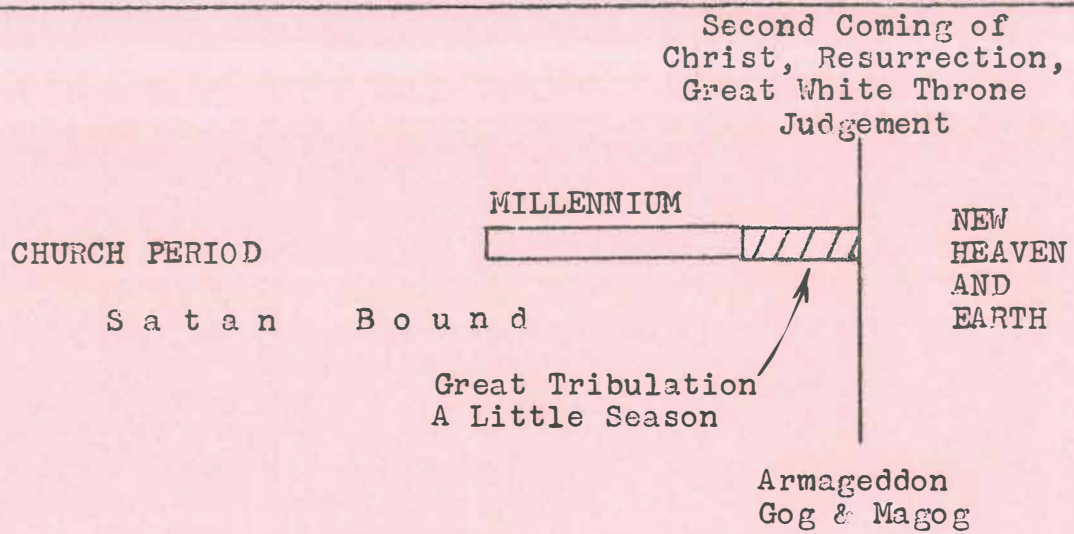 Second Coming of
Christ, Resurrection,
Great White Throne
Judgement
MILLENNIUM
CHURCH PERIOD
NEW
HEAVEN
AND
EARTH
Satan Bound
Great Tribulation
A Little Season
Armageddon
Gog & Magog